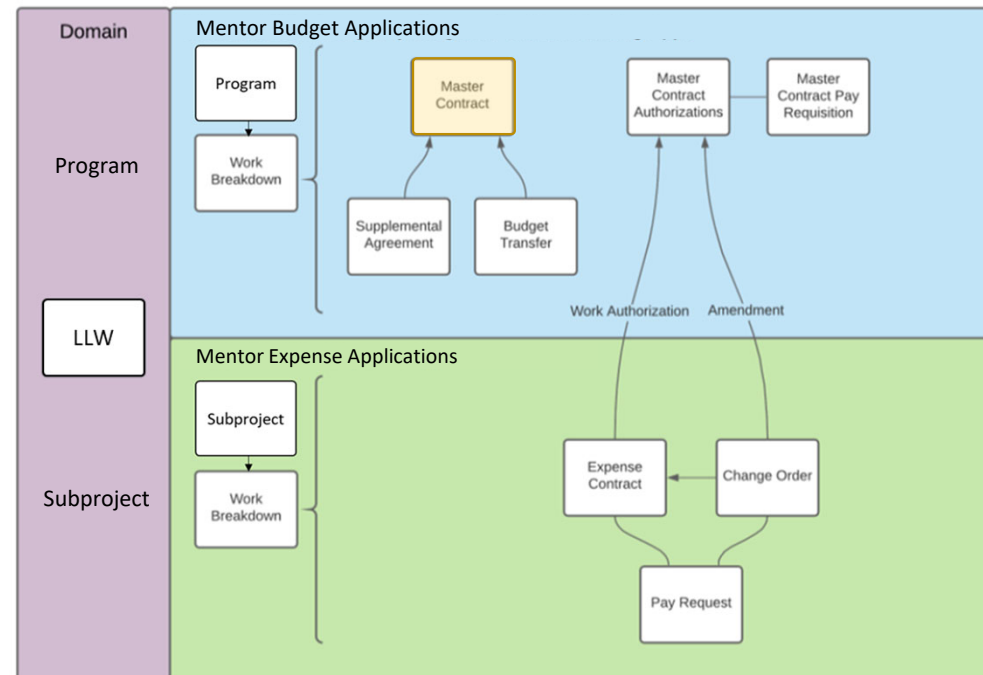 Domain
Program
LLW
Subproject
Mentor Budget Applications
Program
Work
Breakdown
Master
Contract
Supplemental
Agreement
Budget
Transfer
Master
Contract
Authorizations
Master
Contract Pay
Requisition
Work Authorization
Amendment
Mentor Expense Applications
Subproject
Work
Breakdown
Expense
Contract
Change Order
Pay Request